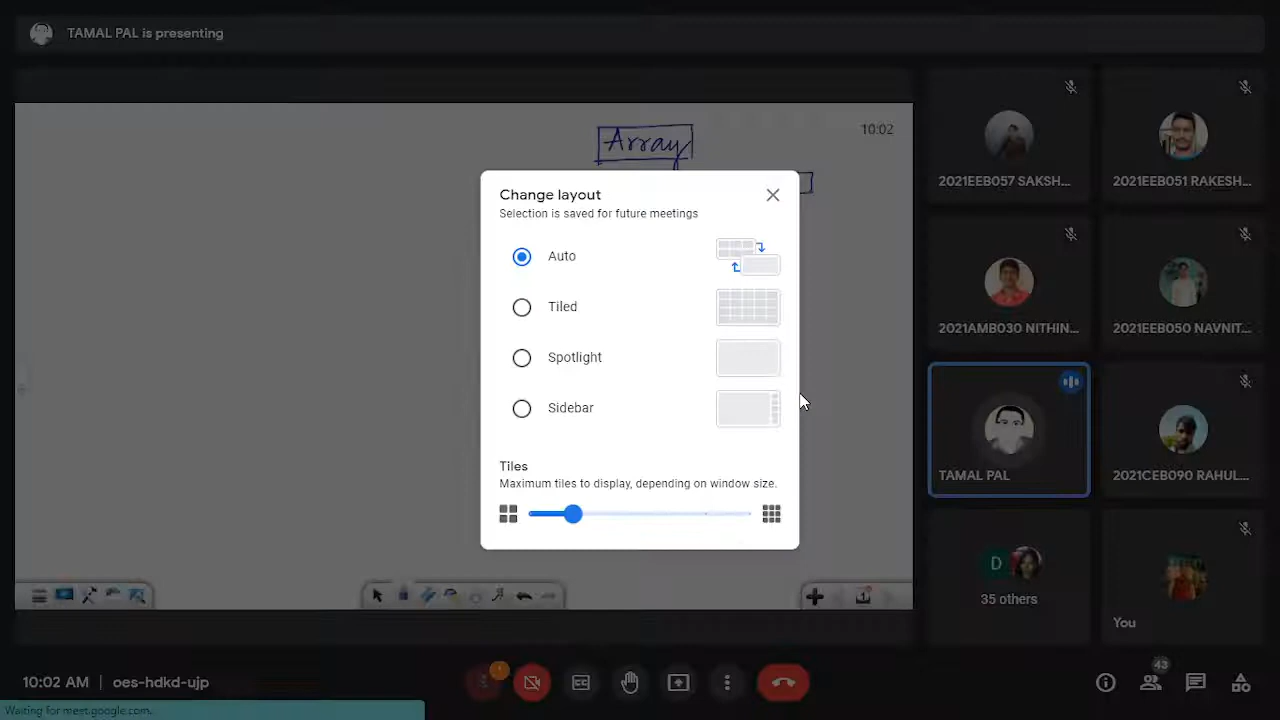 TAMAL PAL is presenting
Array
10:02
Change layout
Selection is saved for future meetings
Auto
Tiled
Spotlight
Sidebar
Tiles
Maximum tiles to display, depending on window size.
2021EEB057 SAKSH...
2021EEB051 RAKESH...
2021AMB030 NITHIN...
2021EEB050 NAVNIT...
TAMAL PAL
2021CEB090 RAHUL...
D
35 others
You
10:02 AM | oes-hdkd-ujp
43
Waiting for meet.google.com...